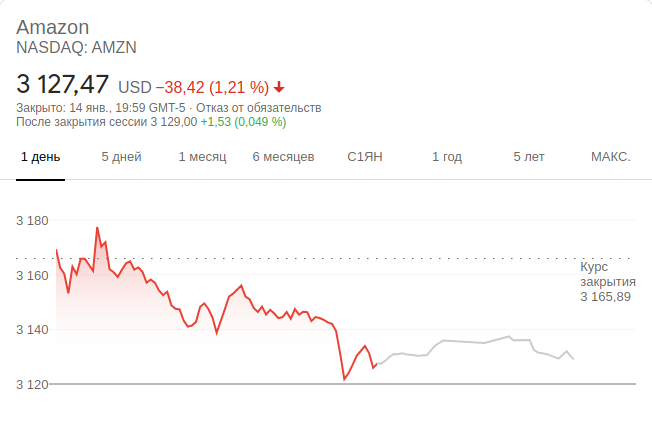 Amazon
NASDAQ: AMZN
3 127,47 USD −38,42 (1,21 %)
Закрыто: 14 янв., 19:59 GMT-5 · Отказ от обязательств
После закрытия сессии 3 129,00 +1,53 (0,049 %)
1 день 5 дней 1 месяц 6 месяцев С1ЯН 1 год 5 лет МАКС.
3 180
3 160
3 140
3 120
Курс
закрытия
3 165,89